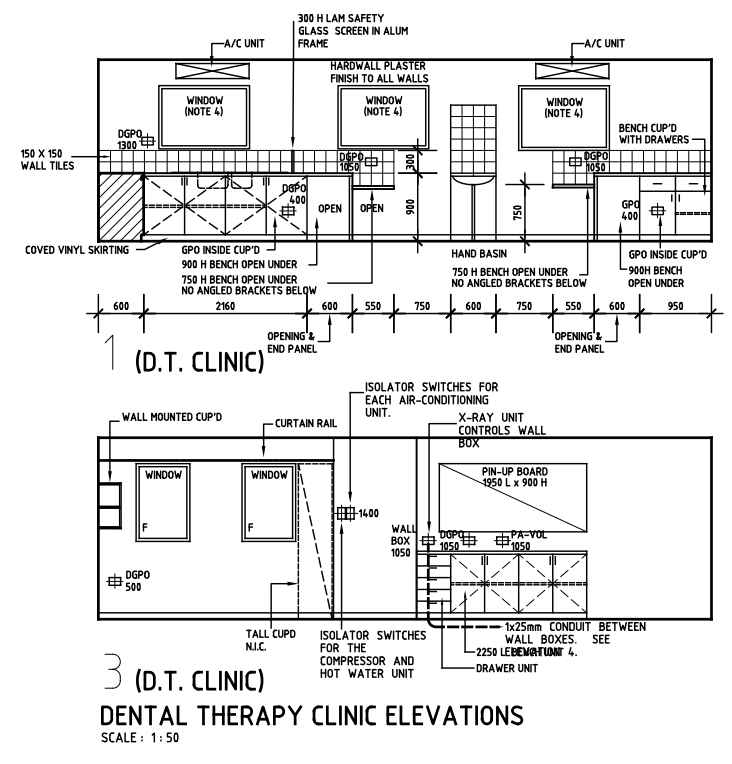 300 H LAM SAFETY
GLASS SCREEN IN ALUM
FRAME
A/C UNIT
A/C UNIT
HARDWALL PLASTER
FINISH TO ALL WALLS
WINDOW
(NOTE 4)
WINDOW
(NOTE 4)
WINDOW
(NOTE 4)
DGPO
1300
BENCH CUP'D
WITH DRAWERS
150 X 150
WALL TILES
DGPO
1050
300
DGPO
1050
DGPO
400
OPEN
OPEN
900
750
GPO
400
COVED VINYL SKIRTING
GPO INSIDE CUP'D
900 H BENCH OPEN UNDER
750 H BENCH OPEN UNDER
NO ANGLED BRACKETS BELOW
HAND BASIN
750 H BENCH OPEN UNDER
NO ANGLED BRACKETS BELOW
GPO INSIDE CUP'D
900H BENCH
OPEN UNDER
600
2160
600
550
750
600
750
550
600
950
OPENING &
END PANEL
OPENING &
END PANEL
1 (D.T. CLINIC)
ISOLATOR SWITCHES FOR
EACH AIR-CONDITIONING
UNIT.
WALL MOUNTED CUP'D
CURTAIN RAIL
X-RAY UNIT
CONTROLS WALL
BOX
WINDOW
WINDOW
PIN-UP BOARD
1950 L x 900 H
F
F
1400
WALL
BOX
1050
DGPO
1050
PA-VOL
1050
DGPO
500
TALL CUPD
N.I.C.
ISOLATOR SWITCHES
FOR THE
COMPRESSOR AND
HOT WATER UNIT
1x25mm CONDUIT BETWEEN
WALL BOXES. SEE
ELEVATION 4.
2250 L
DRAWER UNIT
3 (D.T. CLINIC)
DENTAL THERAPY CLINIC ELEVATIONS
SCALE: 1:50